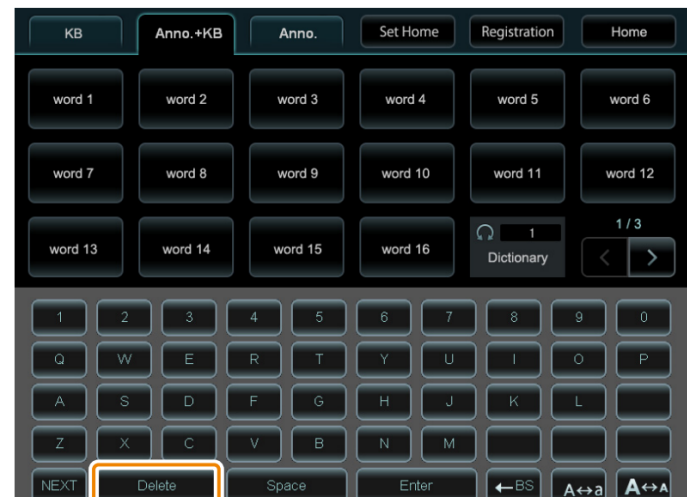 KB Anno.+KB Anno. Set Home Registration Home
word 1 word 2 word 3 word 4 word 5 word 6
word 7 word 8 word 9 word 10 word 11 word 12
word 13 word 14 word 15 word 16 1 Dictionary 1 / 3
1 2 3 4 5 6 7 8 9 0
Q W E R T Y U I O P
A S D F G H J K L
Z X C V B N M
NEXT Delete Space Enter ←BS A↔a A↔A